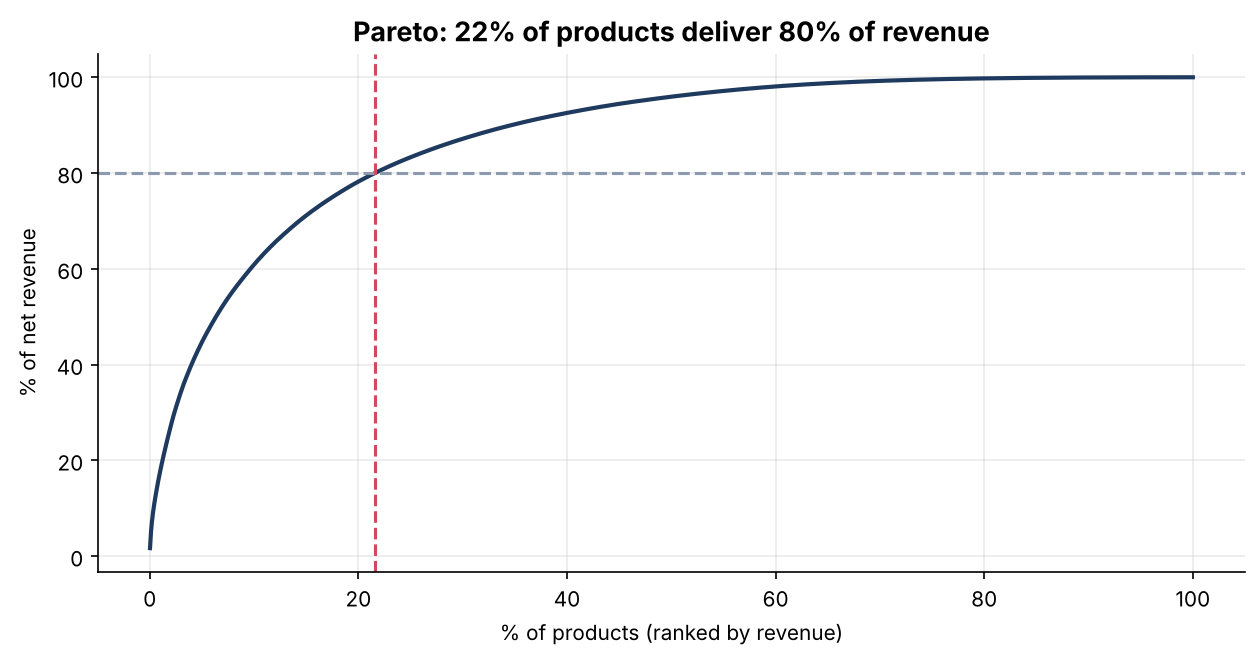 Pareto: 22% of products deliver 80% of revenue
100
80
60
40
20
0
% of net revenue
0 20 40 60 80 100
% of products (ranked by revenue)